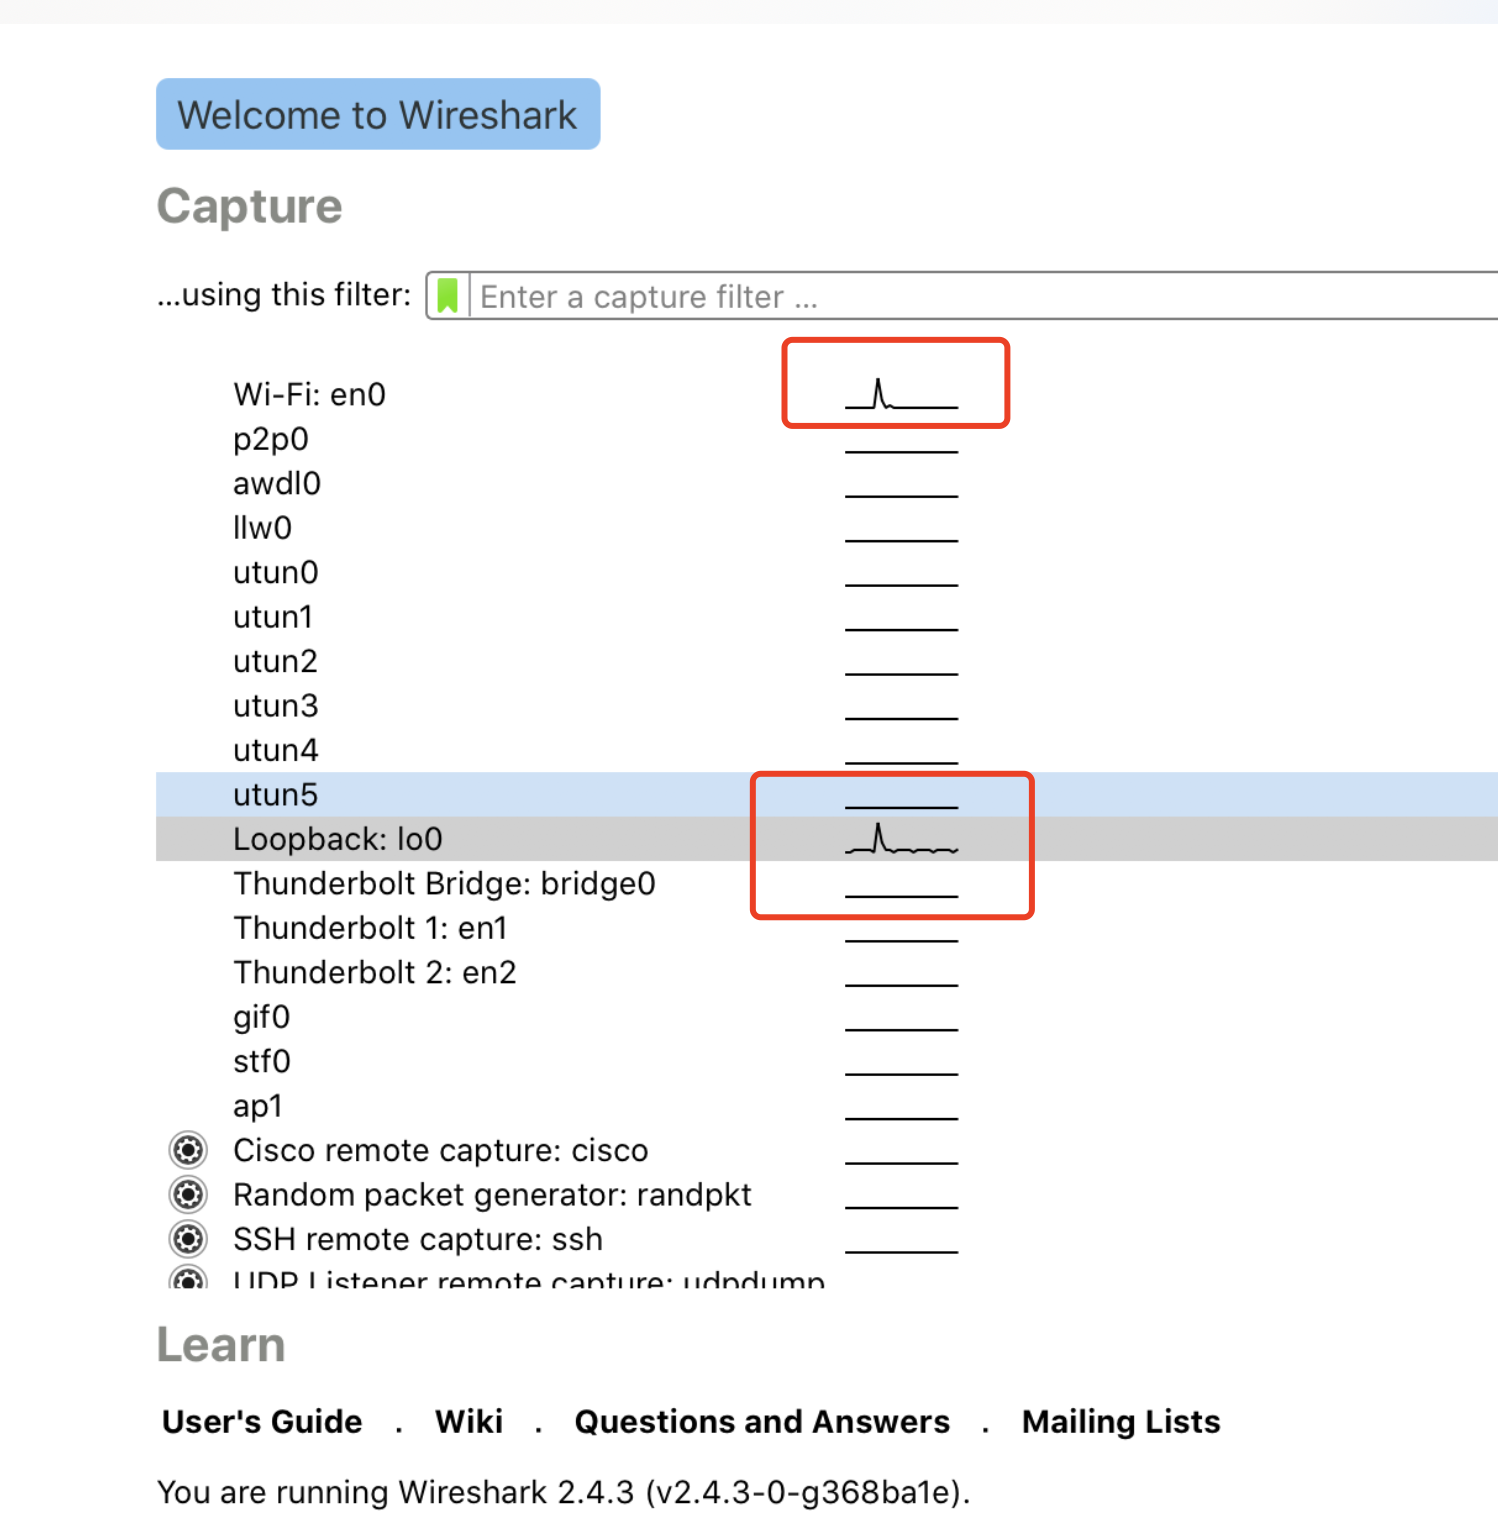 Welcome to Wireshark
Capture
...using this filter: Enter a capture filter ...
Wi-Fi: en0
p2p0
awdl0
llw0
utun0
utun1
utun2
utun3
utun4
utun5
Loopback: lo0
Thunderbolt Bridge: bridge0
Thunderbolt 1: en1
Thunderbolt 2: en2
gif0
stf0
ap1
Cisco remote capture: cisco
Random packet generator: randpkt
SSH remote capture: ssh
UDP Listener remote capture: udpdump
Learn
User's Guide . Wiki . Questions and Answers . Mailing Lists
You are running Wireshark 2.4.3 (v2.4.3-0-g368ba1e).